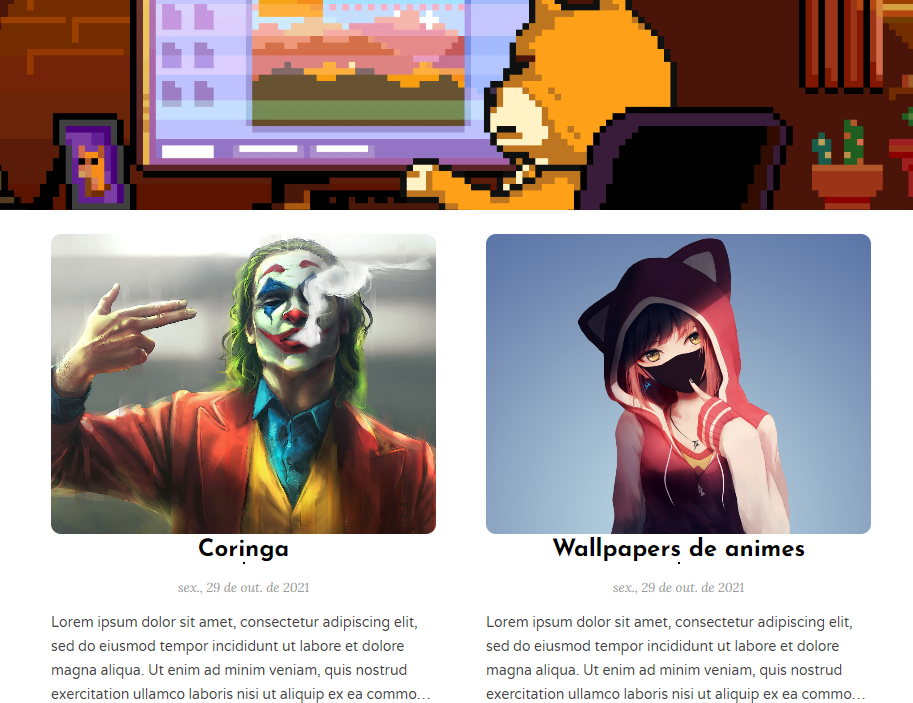 Coringa
sex., 29 de out. de 2021
Lorem ipsum dolor sit amet, consectetur adipiscing elit,
sed do eiusmod tempor incididunt ut labore et dolore
magna aliqua. Ut enim ad minim veniam, quis nostrud
exercitation ullamco laboris nisi ut aliquip ex ea commo…
Wallpapers de animes
sex., 29 de out. de 2021
Lorem ipsum dolor sit amet, consectetur adipiscing elit,
sed do eiusmod tempor incididunt ut labore et dolore
magna aliqua. Ut enim ad minim veniam, quis nostrud
exercitation ullamco laboris nisi ut aliquip ex ea commo…